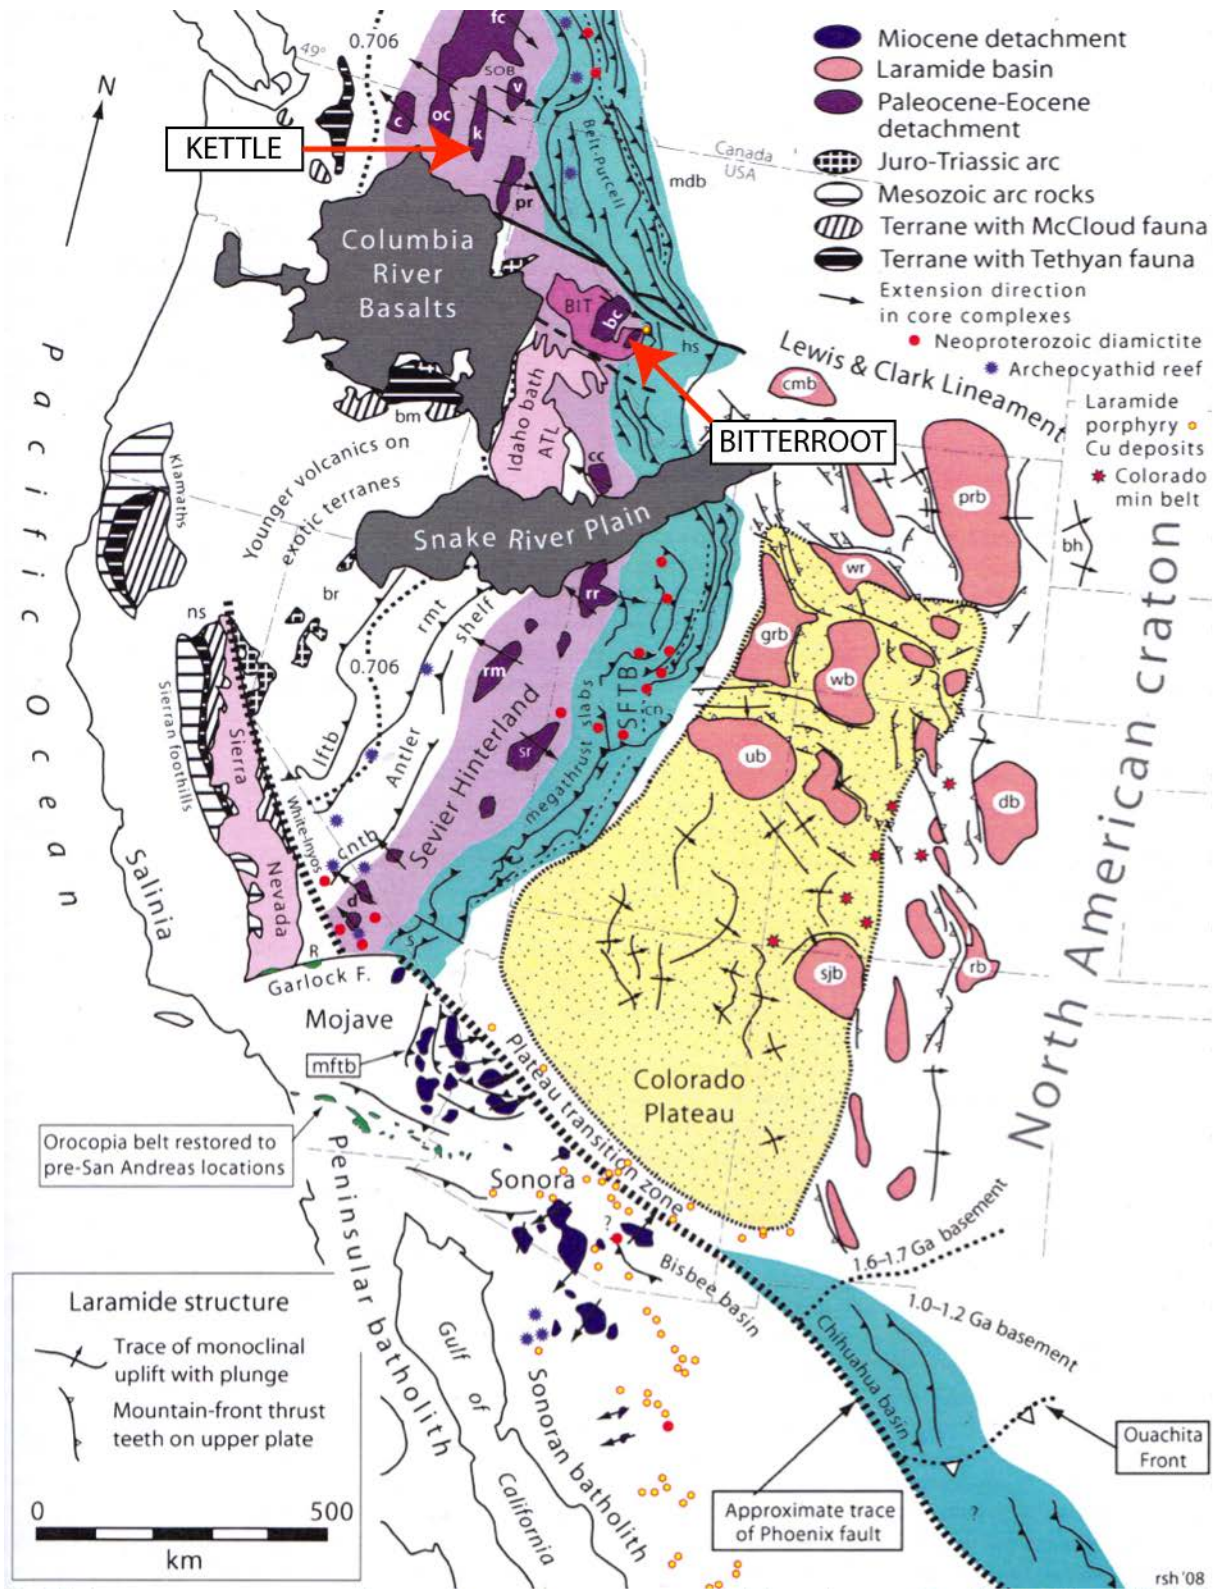 fc
0.706
49°
SOB
v
c
oc
k
KETTLE
pr
Belt-Purcell
mdb
Canada
USA
N
Miocene detachment
Laramide basin
Paleocene-Eocene
detachment
Juro-Triassic arc
Mesozoic arc rocks
Terrane with McCloud fauna
Terrane with Tethyan fauna
Extension direction
in core complexes
Neoproterozoic diamictite
Archeocyathid reef
Laramide
porphyry
Cu deposits
Colorado
min belt
Columbia
River
Basalts
BIT
bc
hs
Lewis & Clark Lineament
cmb
BITTERROOT
bm
Idaho bath
ATL
cc
Pacific Ocean
Klamaths
Younger volcanics on
exotic terranes
Snake River Plain
prb
bh
wr
br
rmt
shelf
rr
ns
grb
wb
0.706
rm
Sierran foothills
Sierra
Nevada
lftb
Antler
Sevier Hinterland
sr
megathrust slabs
SFTB
cn
ub
db
White-Inyos
cntb
d
s
R
Garlock F.
Salinia
sjb
rb
North American craton
Mojave
mftb
Plateau transition zone
Colorado
Plateau
Orocopia belt restored to
pre-San Andreas locations
Sonora
?
Peninsular batholith
Bisbee basin
1.6–1.7 Ga basement
1.0–1.2 Ga basement
Chihuahua basin
Gulf of California
Sonoran batholith
Ouachita
Front
Approximate trace
of Phoenix fault
?
Laramide structure
Trace of monoclinal
uplift with plunge
Mountain-front thrust
teeth on upper plate
0 500
km
rsh '08